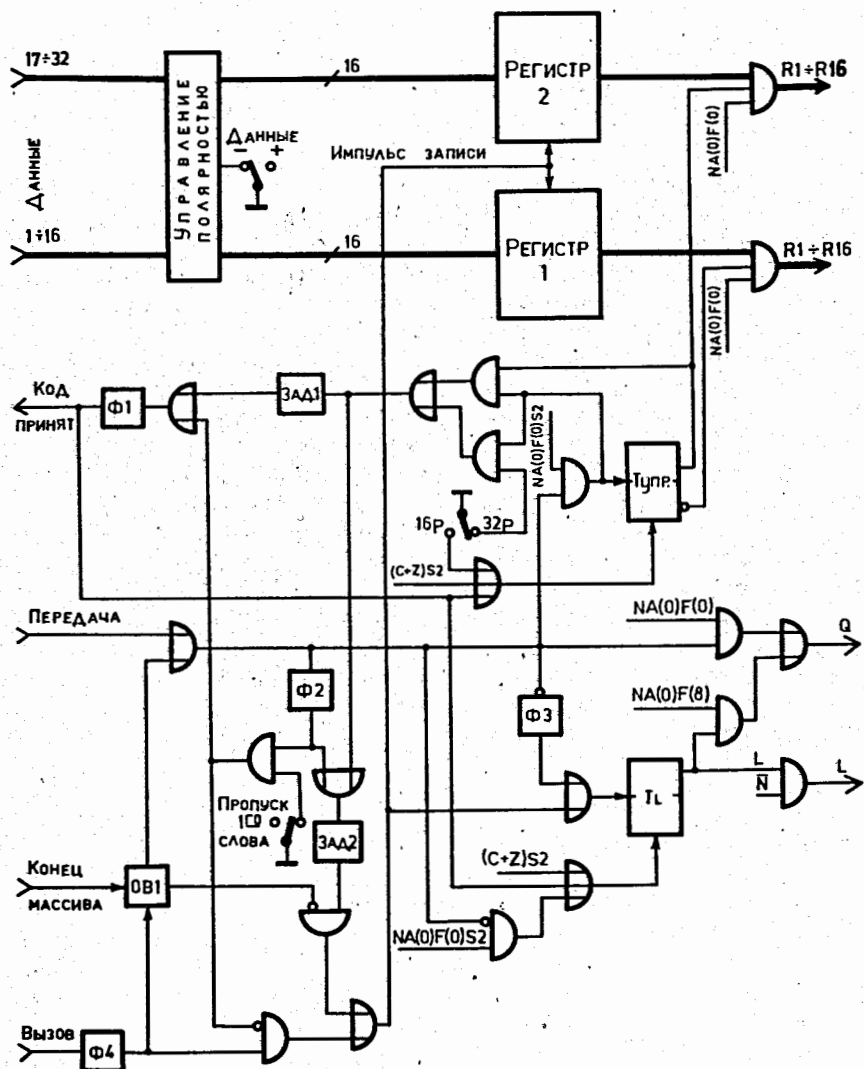 17÷32
Данные
1÷16
Управление
полярностью
Данные
- +
16
16
Импульс записи
Регистр
2
Регистр
1
R1÷R16
NA(0)F(0)
R1÷R16
NA(0)F(0)
Код
принят
Ф1
ЗАД1
NA(0)F(0)S2
Тупр.
16р
32р
(C+Z)S2
Передача
Ф2
Ф3
NA(0)F(0)
Q
NA(0)F(8)
L
N̅
L
TL
Пропуск
1го
слова
ЗАД2
(C+Z)S2
NA(0)F(0)S2
Конец
массива
ОВ1
Вызов
Ф4